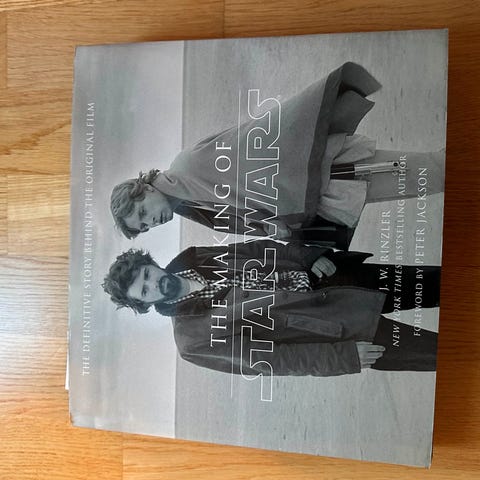 THE DEFINITIVE STORY BEHIND THE ORIGINAL FILM
THE MAKING OF
STAR WARS
J. W. RINZLER
NEW YORK TIMES BESTSELLING AUTHOR
FOREWORD BY PETER JACKSON